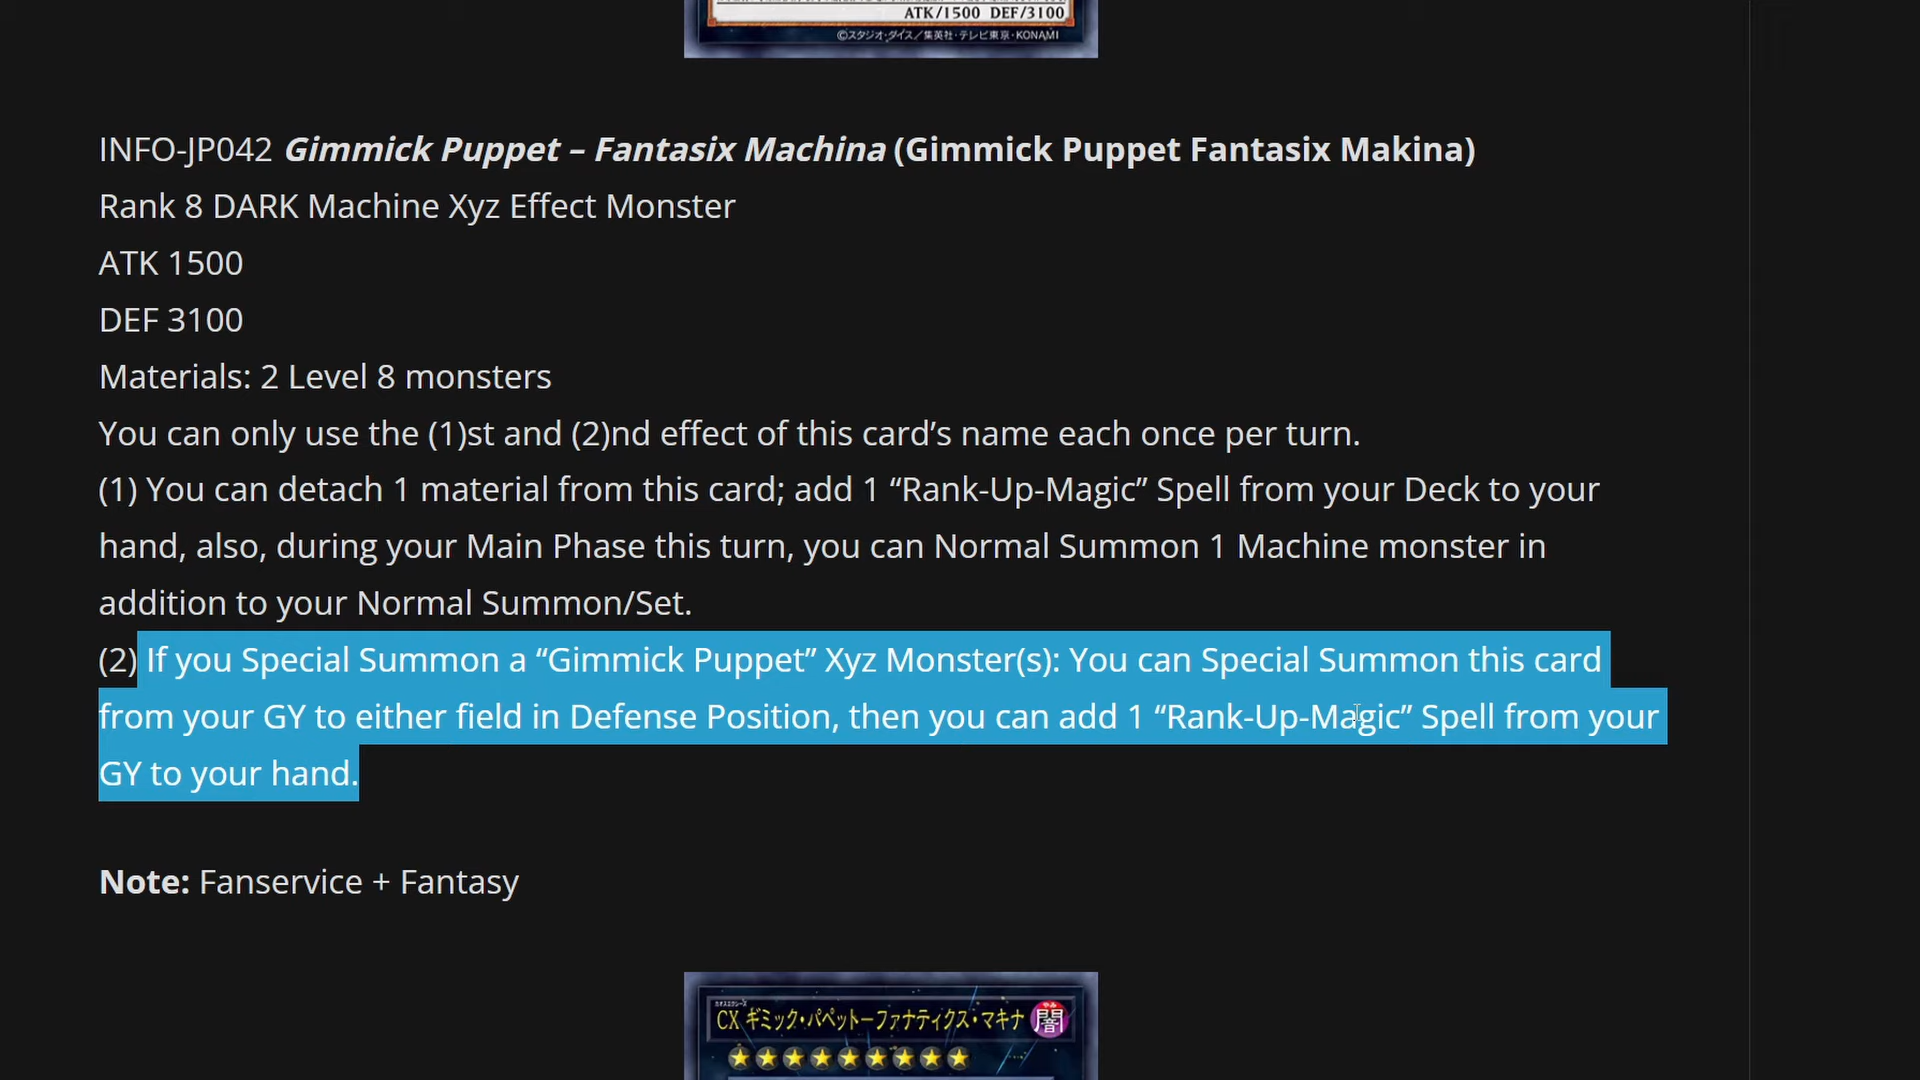 ATK/1500 DEF/3100
©スタジオ・ダイス／集英社・テレビ東京・KONAMI
INFO-JP042 Gimmick Puppet – Fantasix Machina (Gimmick Puppet Fantasix Makina)
Rank 8 DARK Machine Xyz Effect Monster
ATK 1500
DEF 3100
Materials: 2 Level 8 monsters
You can only use the (1)st and (2)nd effect of this card’s name each once per turn.
(1) You can detach 1 material from this card; add 1 “Rank-Up-Magic” Spell from your Deck to your
hand, also, during your Main Phase this turn, you can Normal Summon 1 Machine monster in
addition to your Normal Summon/Set.
(2) If you Special Summon a “Gimmick Puppet” Xyz Monster(s): You can Special Summon this card
from your GY to either field in Defense Position, then you can add 1 “Rank-Up-Magic” Spell from your
GY to your hand.
Note: Fanservice + Fantasy
CX ギミック・パペットーファナティクス・マキナ 闇